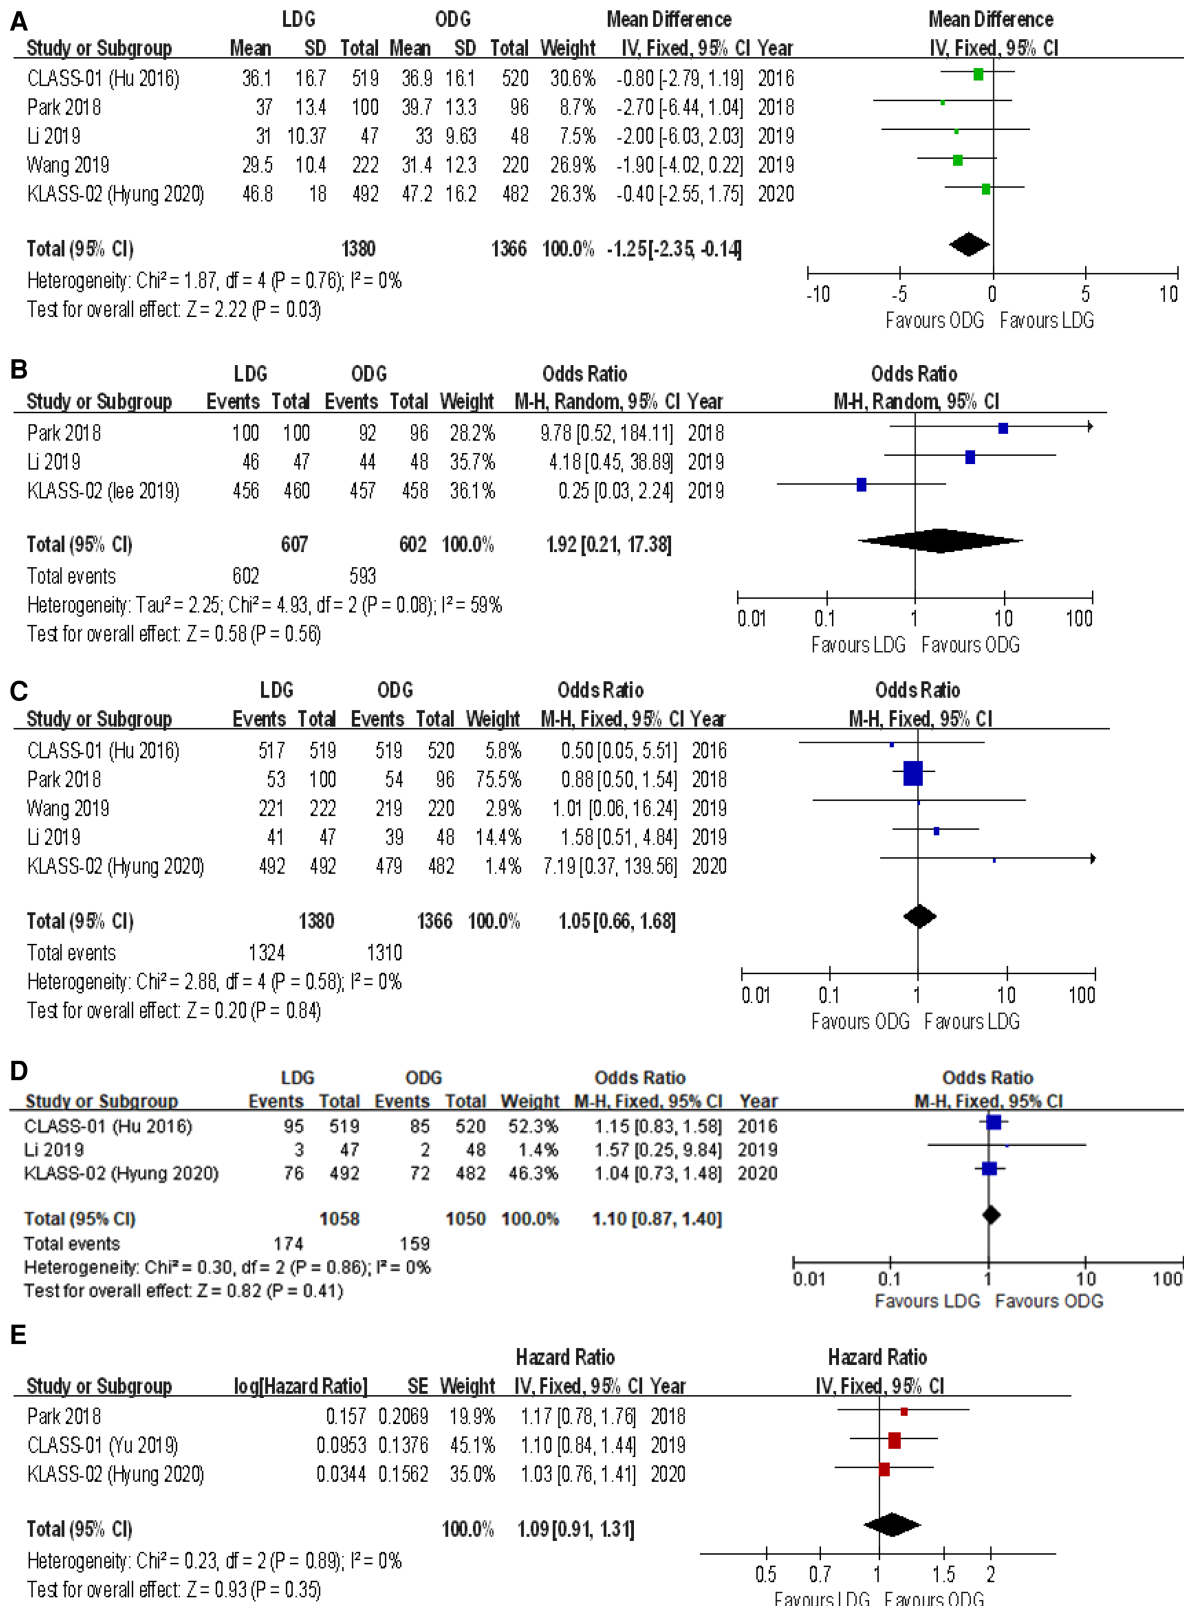 A
LDG ODG Mean Difference Mean Difference
Study or Subgroup Mean SD Total Mean SD Total Weight IV, Fixed, 95% CI Year IV, Fixed, 95% CI
CLASS-01 (Hu 2016) 36.1 16.7 519 36.9 16.1 520 30.6% -0.80 [-2.79, 1.19] 2016
Park 2018 37 13.4 100 39.7 13.3 96 8.7% -2.70 [-6.44, 1.04] 2018
Li 2019 31 10.37 47 33 9.63 48 7.5% -2.00 [-6.03, 2.03] 2019
Wang 2019 29.5 10.4 222 31.4 12.3 220 26.9% -1.90 [-4.02, 0.22] 2019
KLASS-02 (Hyung 2020) 46.8 18 492 47.2 16.2 482 26.3% -0.40 [-2.55, 1.75] 2020
Total (95% CI) 1380 1366 100.0% -1.25 [-2.35, -0.14]
Heterogeneity: Chi² = 1.87, df = 4 (P = 0.76); I² = 0%
Test for overall effect: Z = 2.22 (P = 0.03)
-10 -5 0 5 10
Favours ODG Favours LDG
B
LDG ODG Odds Ratio Odds Ratio
Study or Subgroup Events Total Events Total Weight M-H, Random, 95% CI Year M-H, Random, 95% CI
Park 2018 100 100 92 96 28.2% 9.78 [0.52, 184.11] 2018
Li 2019 46 47 44 48 35.7% 4.18 [0.45, 38.89] 2019
KLASS-02 (lee 2019) 456 460 457 458 36.1% 0.25 [0.03, 2.24] 2019
Total (95% CI) 607 602 100.0% 1.92 [0.21, 17.38]
Total events 602 593
Heterogeneity: Tau² = 2.25; Chi² = 4.93, df = 2 (P = 0.08); I² = 59%
Test for overall effect: Z = 0.58 (P = 0.56)
0.01 0.1 1 10 100
Favours LDG Favours ODG
C
LDG ODG Odds Ratio Odds Ratio
Study or Subgroup Events Total Events Total Weight M-H, Fixed, 95% CI Year M-H, Fixed, 95% CI
CLASS-01 (Hu 2016) 517 519 519 520 5.8% 0.50 [0.05, 5.51] 2016
Park 2018 53 100 54 96 75.5% 0.88 [0.50, 1.54] 2018
Wang 2019 221 222 219 220 2.9% 1.01 [0.06, 16.24] 2019
Li 2019 41 47 39 48 14.4% 1.58 [0.51, 4.84] 2019
KLASS-02 (Hyung 2020) 492 492 479 482 1.4% 7.19 [0.37, 139.56] 2020
Total (95% CI) 1380 1366 100.0% 1.05 [0.66, 1.68]
Total events 1324 1310
Heterogeneity: Chi² = 2.88, df = 4 (P = 0.58); I² = 0%
Test for overall effect: Z = 0.20 (P = 0.84)
0.01 0.1 1 10 100
Favours ODG Favours LDG
D
LDG ODG Odds Ratio Odds Ratio
Study or Subgroup Events Total Events Total Weight M-H, Fixed, 95% CI Year M-H, Fixed, 95% CI
CLASS-01 (Hu 2016) 95 519 85 520 52.3% 1.15 [0.83, 1.58] 2016
Li 2019 3 47 2 48 1.4% 1.57 [0.25, 9.84] 2019
KLASS-02 (Hyung 2020) 76 492 72 482 46.3% 1.04 [0.73, 1.48] 2020
Total (95% CI) 1058 1050 100.0% 1.10 [0.87, 1.40]
Total events 174 159
Heterogeneity: Chi² = 0.30, df = 2 (P = 0.86); I² = 0%
Test for overall effect: Z = 0.82 (P = 0.41)
0.01 0.1 1 10 100
Favours LDG Favours ODG
E
Hazard Ratio Hazard Ratio
Study or Subgroup log[Hazard Ratio] SE Weight IV, Fixed, 95% CI Year IV, Fixed, 95% CI
Park 2018 0.157 0.2069 19.9% 1.17 [0.78, 1.76] 2018
CLASS-01 (Yu 2019) 0.0953 0.1376 45.1% 1.10 [0.84, 1.44] 2019
KLASS-02 (Hyung 2020) 0.0344 0.1562 35.0% 1.03 [0.76, 1.41] 2020
Total (95% CI) 100.0% 1.09 [0.91, 1.31]
Heterogeneity: Chi² = 0.23, df = 2 (P = 0.89); I² = 0%
Test for overall effect: Z = 0.93 (P = 0.35)
0.5 0.7 1 1.5 2
Favours LDG Favours ODG